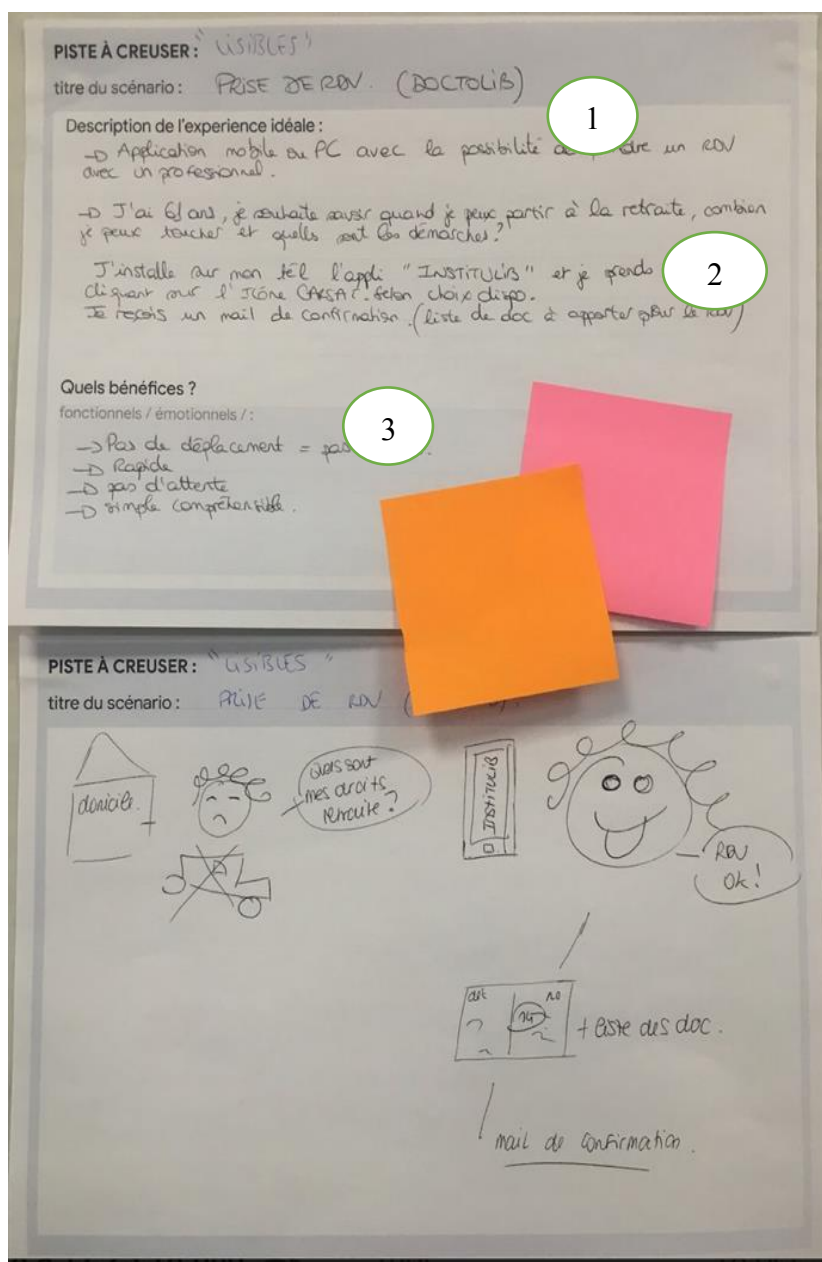 PISTE À CREUSER : "LISIBLES"
titre du scénario : PRISE DE RDV. (DOCTOLIB)
1
Description de l'experience idéale :
→ Application mobile ou PC avec la possibilité de un RDV
avec un professionnel.
→ J'ai 61 ans, je souhaite savoir quand je peux partir à la retraite, combien
je peux toucher et quelles sont les démarches?
J'installe sur mon tél l'appli "INSTITULIB" et je prends
2
cliquant sur l'Icône CARSAT. Selon choix dispo.
Je reçois un mail de confirmation. (liste de doc à apporter pour le RDV)
Quels bénéfices ?
fonctionnels / émotionnels / :
3
→ Pas de déplacement = pas
→ Rapide
→ pas d'attente
→ simple compréhensible.
PISTE À CREUSER : "LISIBLES"
titre du scénario : PRISE DE RDV (
domicile.
Quels sont
mes droits
retraite ?
INSTITULIB
RDV
OK!
+ liste des doc.
mail de confirmation.